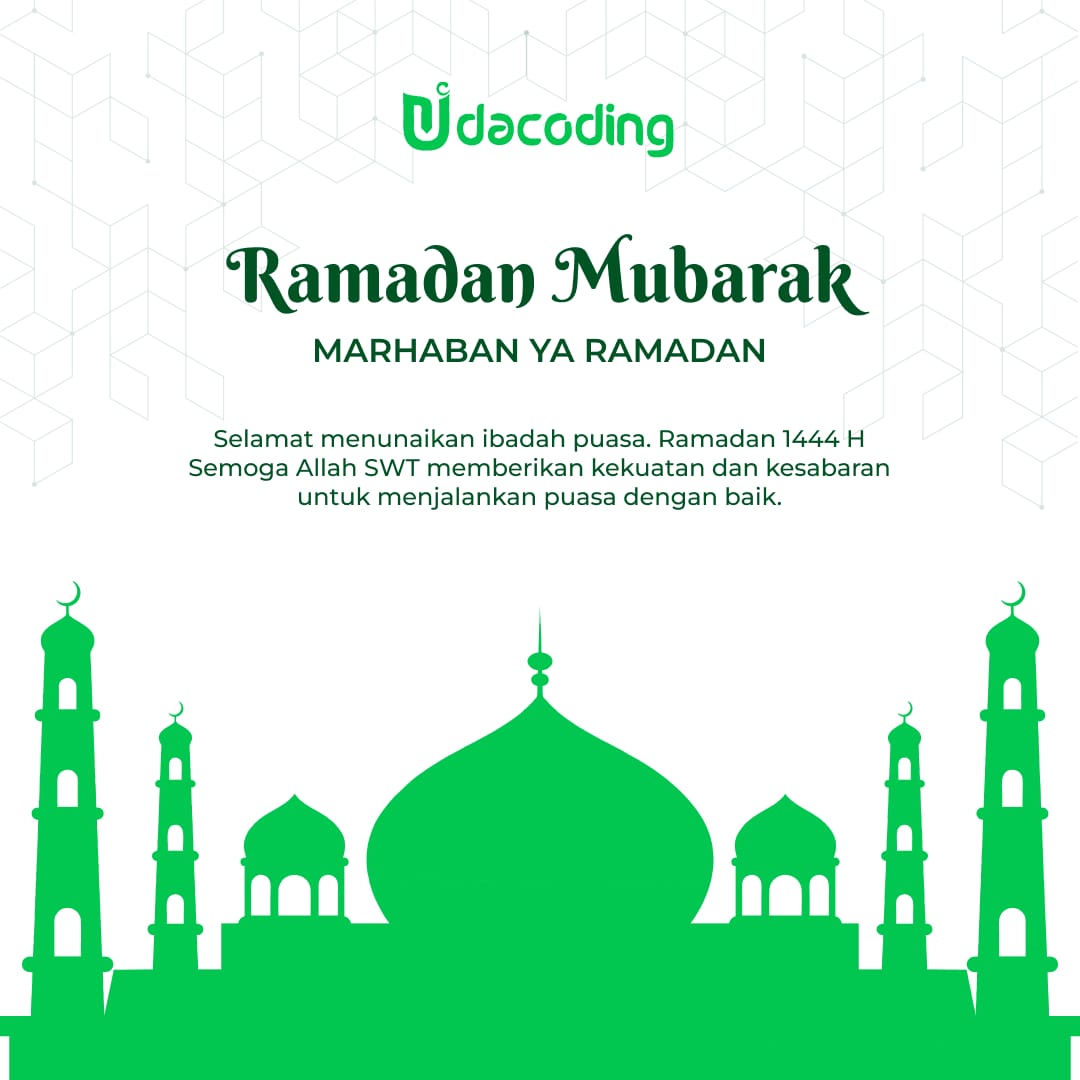 Udacoding
Ramadan Mubarak
MARHABAN YA RAMADAN
Selamat menunaikan ibadah puasa. Ramadan 1444 H
Semoga Allah SWT memberikan kekuatan dan kesabaran
untuk menjalankan puasa dengan baik.